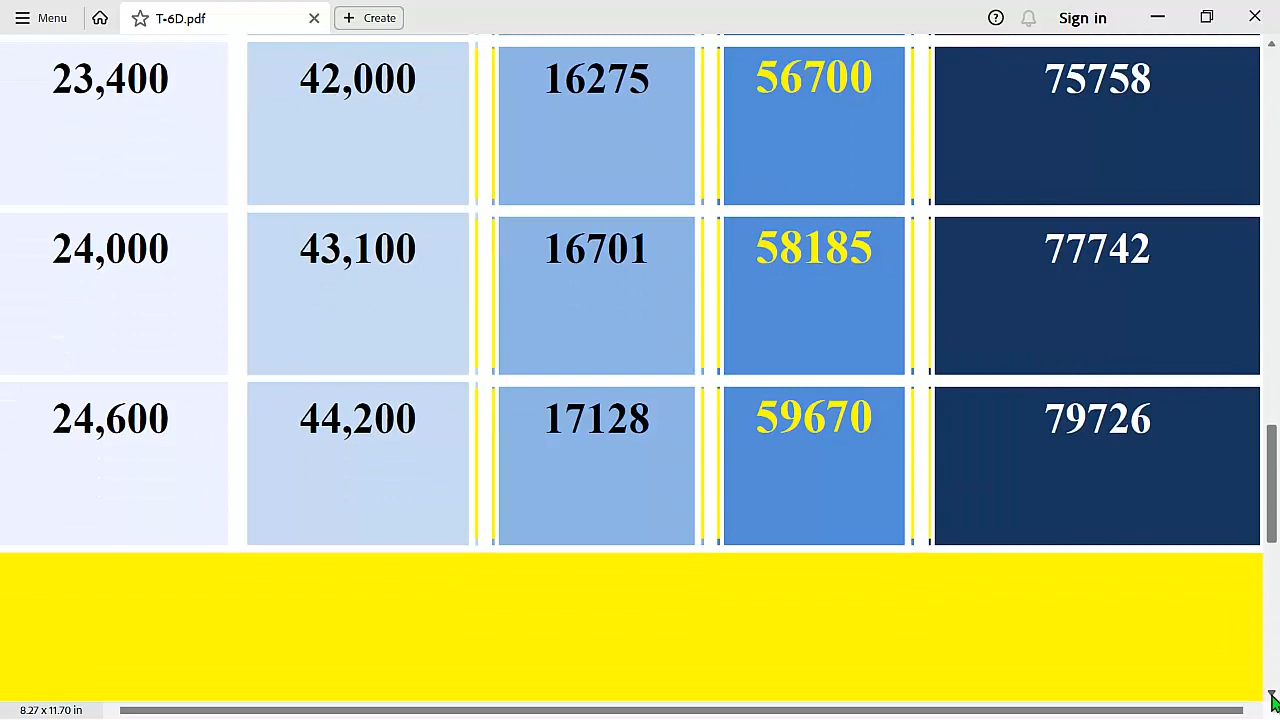 Menu T-6D.pdf Create Sign in
23,400 42,000 16275 56700 75758
24,000 43,100 16701 58185 77742
24,600 44,200 17128 59670 79726
8.27 x 11.70 in